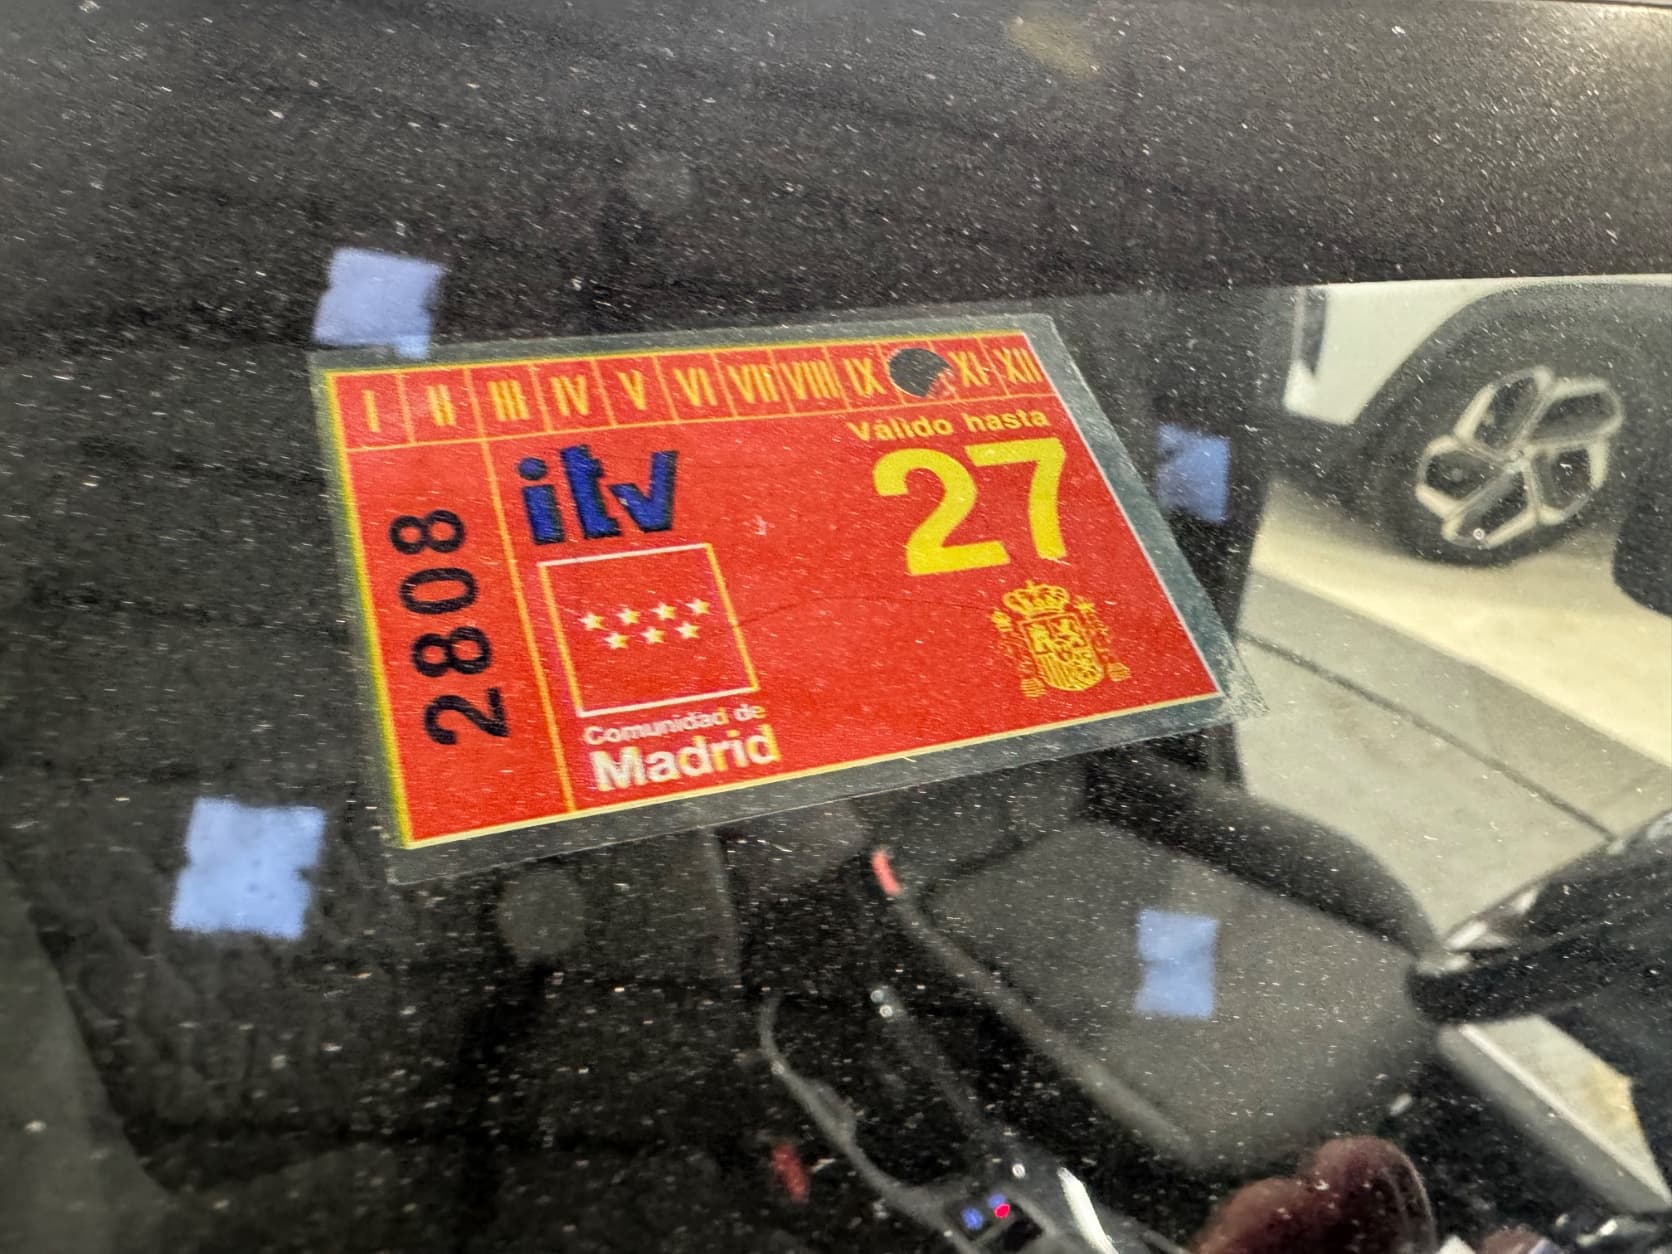 I II III IV V VI VII VIII IX XI XII
Válido hasta
27
itv
2808
Comunidad de
Madrid